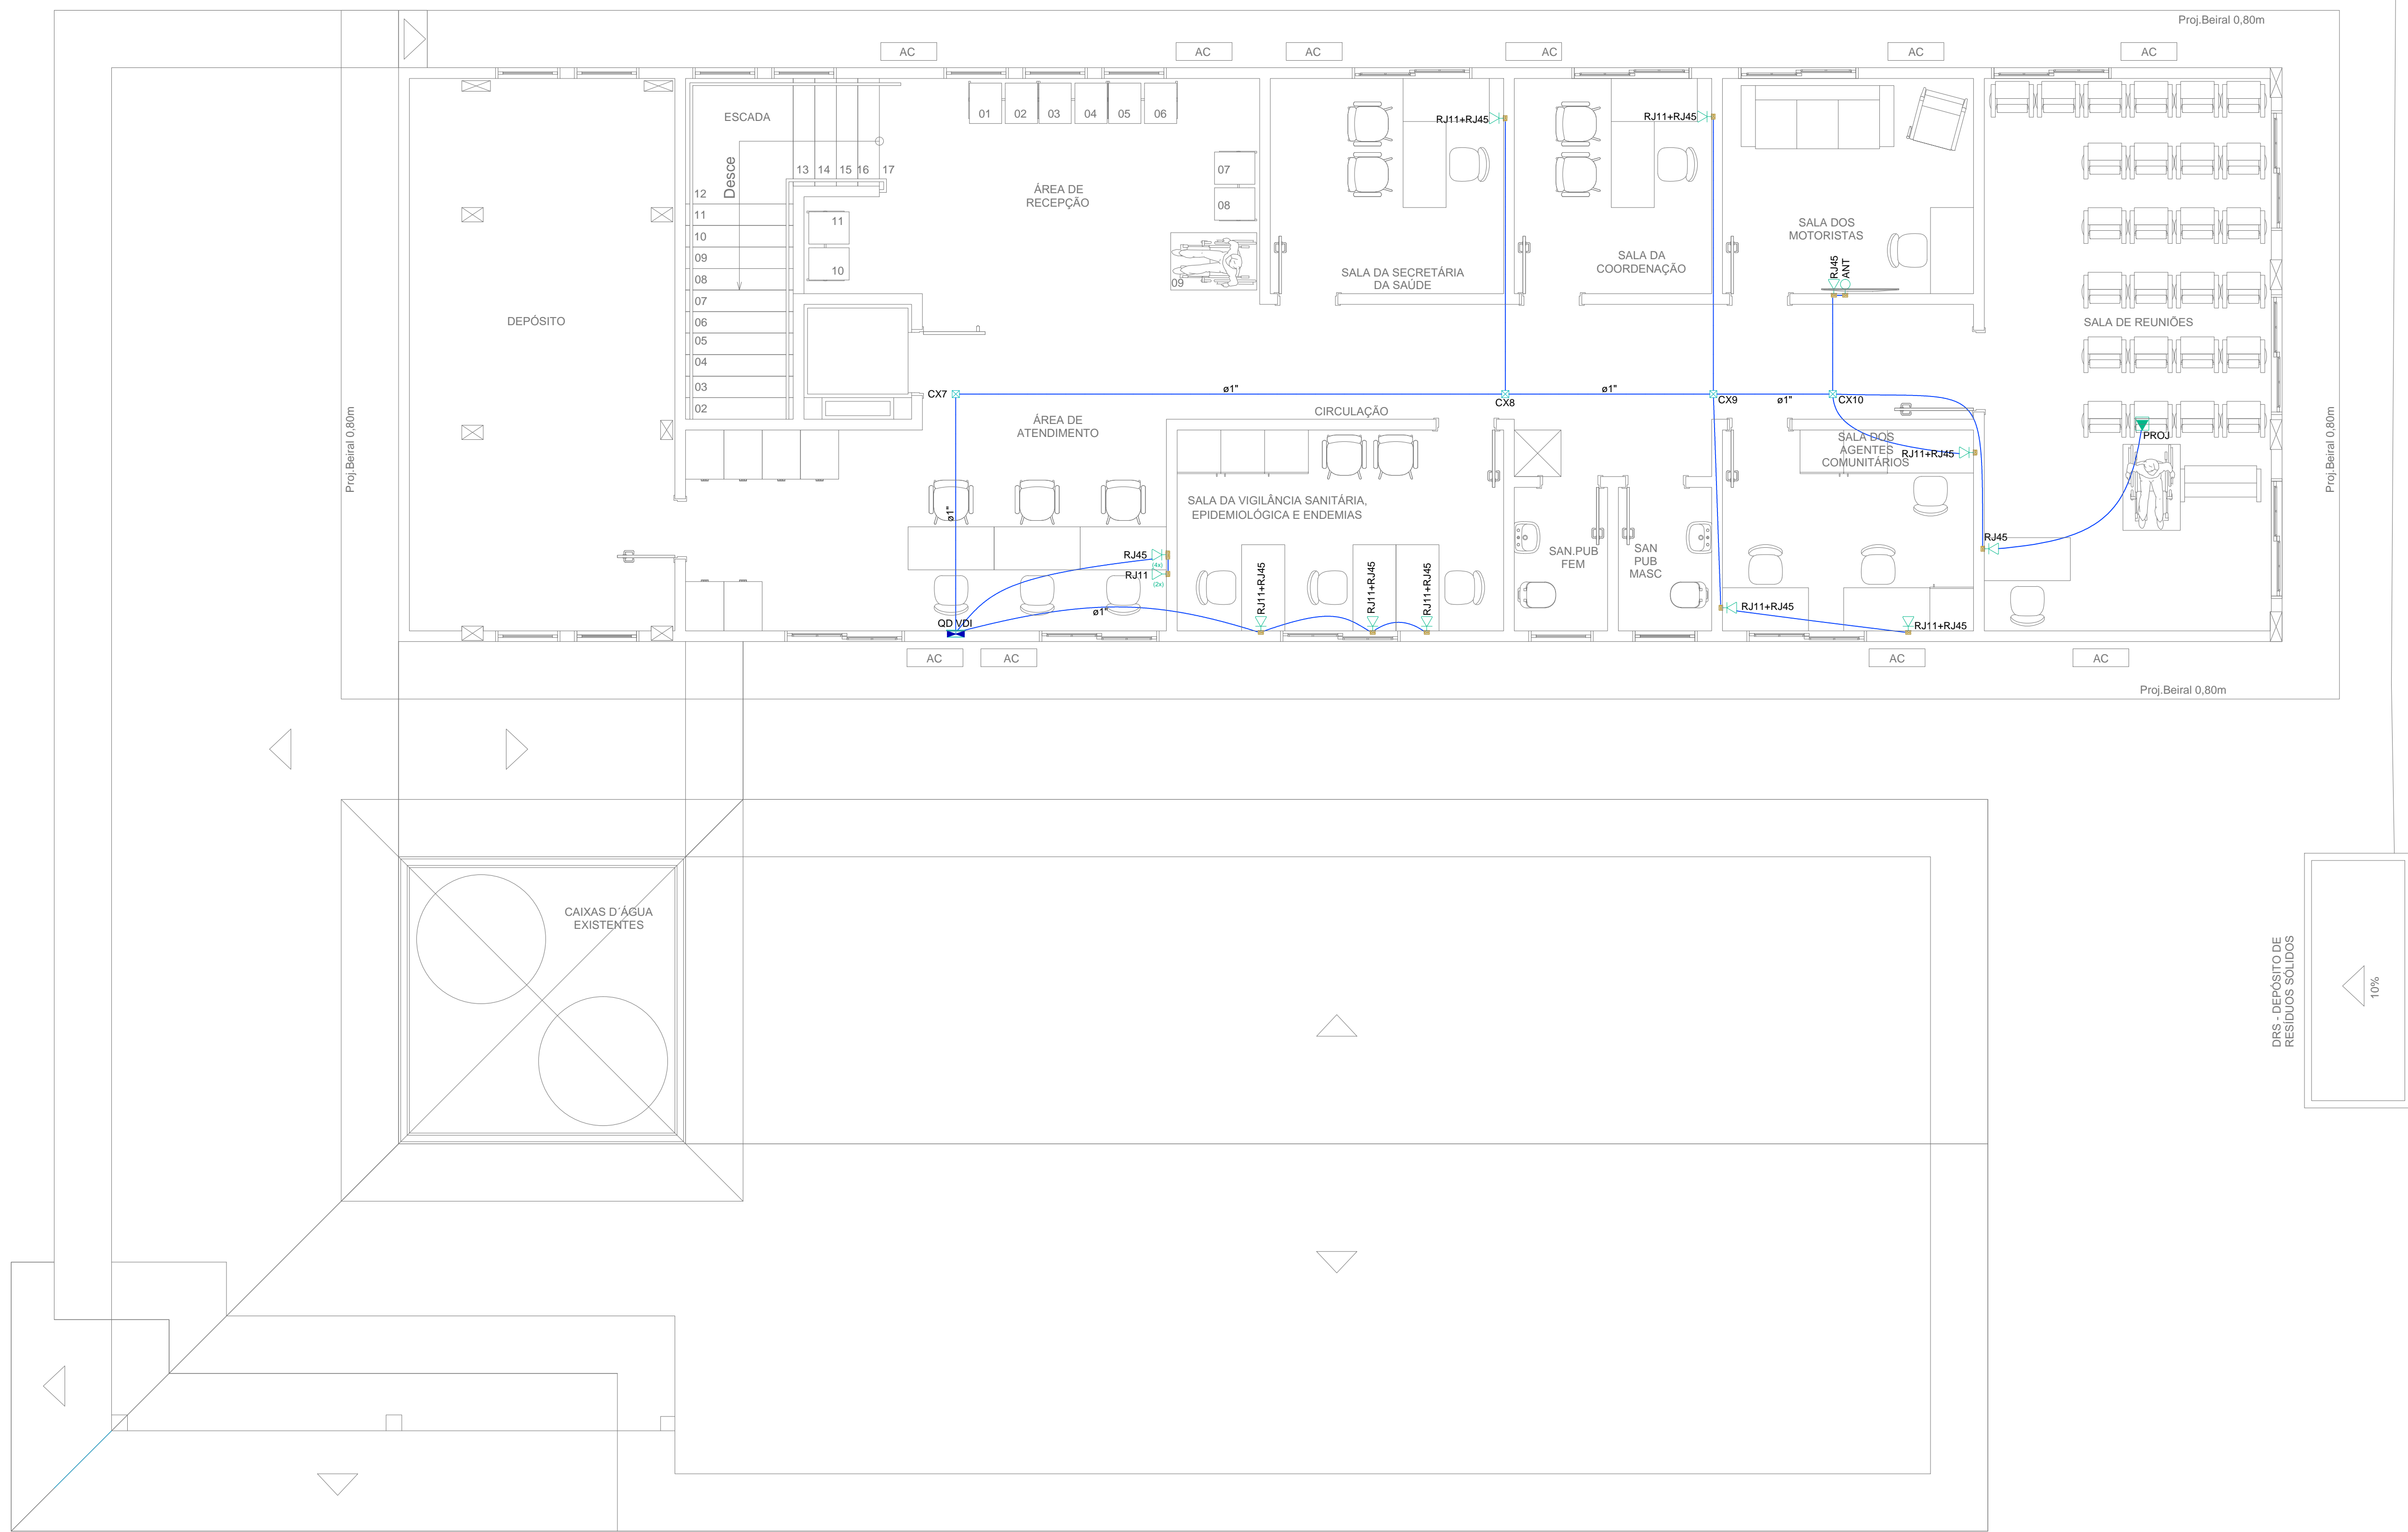 Proj.Beiral 0,80m
AC
AC
AC
AC
AC
AC
ESCADA
Desce
01
02
03
04
05
06
07
08
09
10
11
13
14
15
16
17
12
11
10
09
08
07
06
05
04
03
02
ÁREA DE
RECEPÇÃO
RJ11+RJ45
SALA DA SECRETÁRIA
DA SAÚDE
RJ11+RJ45
SALA DA
COORDENAÇÃO
SALA DOS
MOTORISTAS
RJ45
ANT
SALA DE REUNIÕES
DEPÓSITO
Proj.Beiral 0,80m
Proj.Beiral 0,80m
CX7
ø1"
CX8
ø1"
CX9
ø1"
CX10
CIRCULAÇÃO
ÁREA DE
ATENDIMENTO
ø1"
SALA DOS
AGENTES
COMUNITÁRIOS
RJ11+RJ45
PROJ
SALA DA VIGILÂNCIA SANITÁRIA,
EPIDEMIOLÓGICA E ENDEMIAS
RJ45
(4x)
RJ11
(2x)
RJ11+RJ45
RJ11+RJ45
RJ11+RJ45
SAN.PUB
FEM
SAN
PUB
MASC
RJ45
ø1"
QD VDI
RJ11+RJ45
RJ11+RJ45
AC
AC
AC
AC
Proj.Beiral 0,80m
CAIXAS D´ÁGUA
EXISTENTES
DRS - DEPÓSITO DE
RESÍDUOS SÓLIDOS
10%